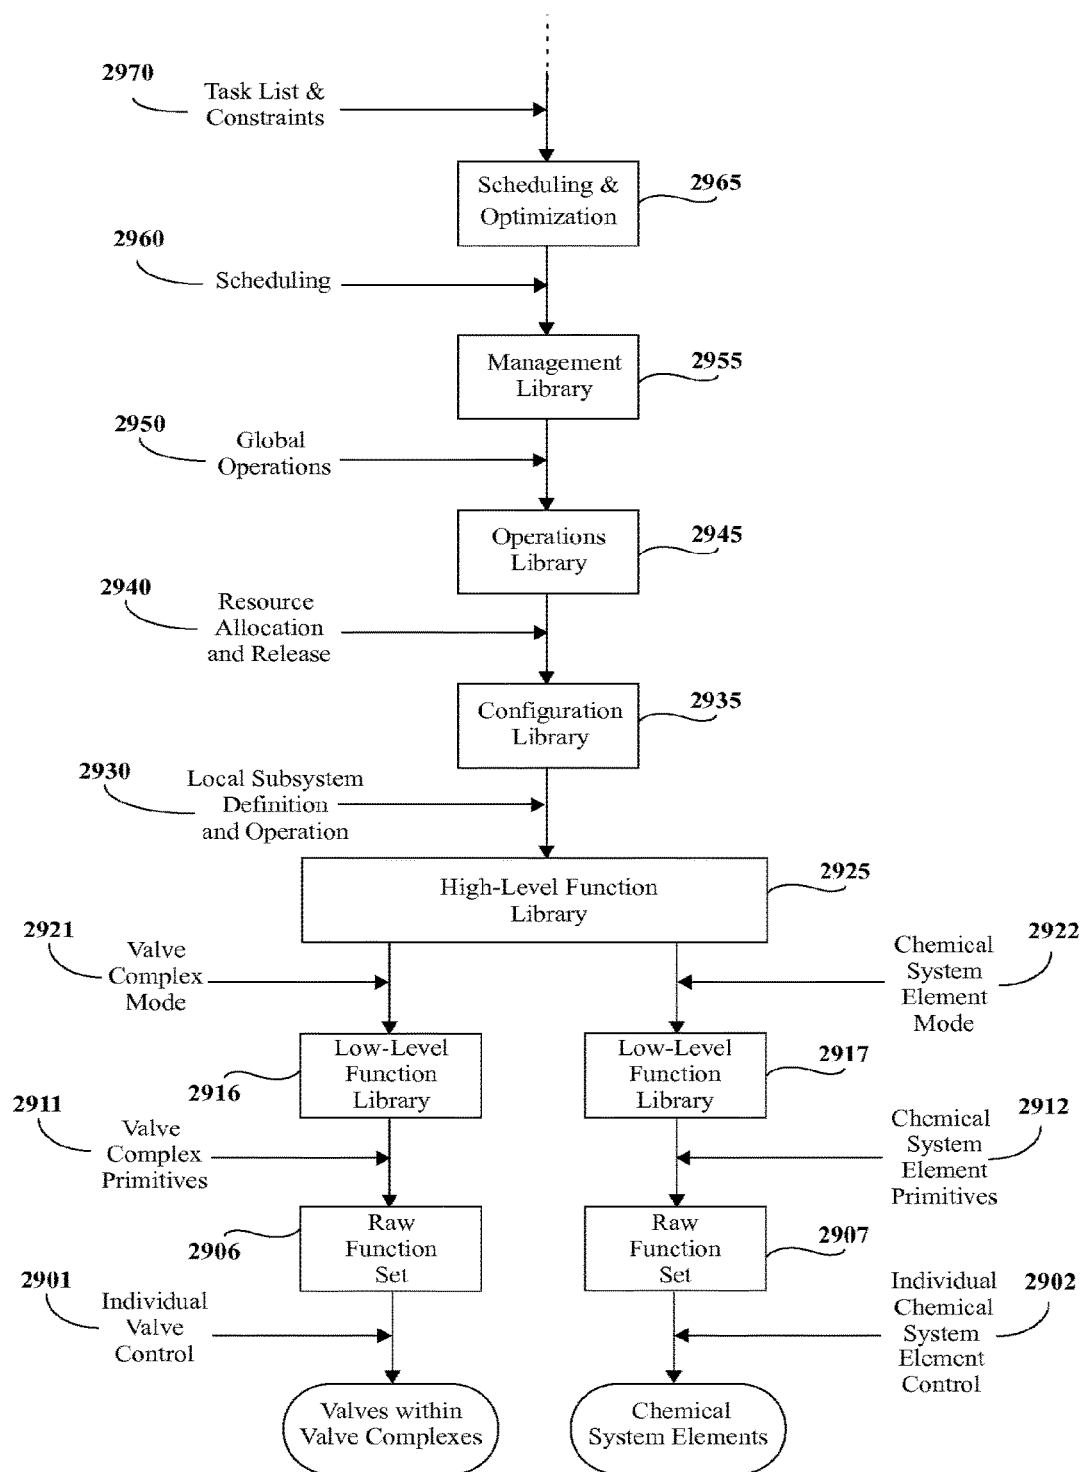 2970
Task List &
Constraints
Scheduling &
Optimization
2965
2960
Scheduling
Management
Library
2955
2950
Global
Operations
Operations
Library
2945
2940
Resource
Allocation
and Release
Configuration
Library
2935
2930
Local Subsystem
Definition
and Operation
High-Level Function
Library
2925
2921
Valve
Complex
Mode
Chemical
System
Element
Mode
2922
Low-Level
Function
Library
2916
Low-Level
Function
Library
2917
2911
Valve
Complex
Primitives
Chemical
System
Element
Primitives
2912
Raw
Function
Set
2906
Raw
Function
Set
2907
2901
Individual
Valve
Control
Individual
Chemical
System
Element
Control
2902
Valves within
Valve Complexes
Chemical
System Elements